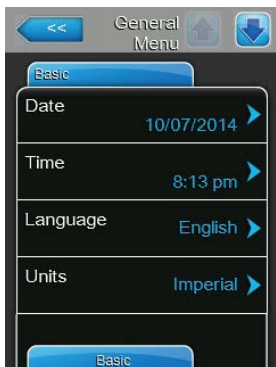 <<
General
Menu
Basic
Date
10/07/2014
Time
8:13 pm
Language
English
Units
Imperial
Basic